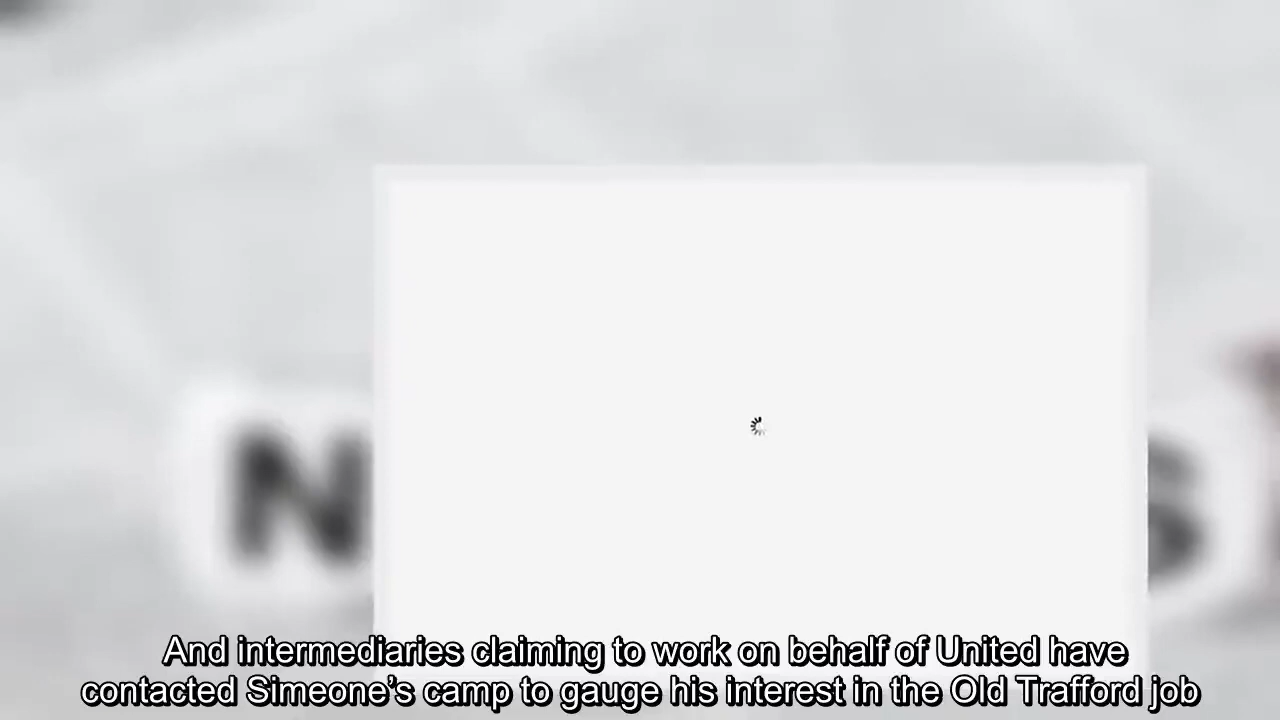 N
S
And intermediaries claiming to work on behalf of United have
contacted Simeone’s camp to gauge his interest in the Old Trafford job